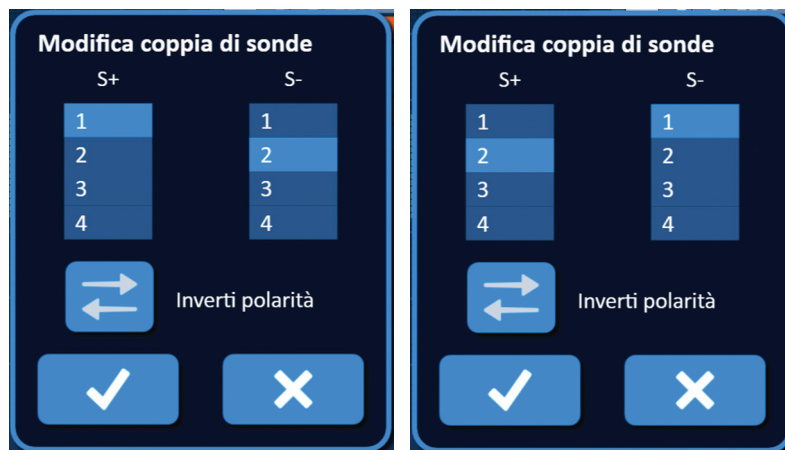 Modifica coppia di sonde
S+ S-
1 1
2 2
3 3
4 4
Inverti polarità
Modifica coppia di sonde
S+ S-
1 1
2 2
3 3
4 4
Inverti polarità